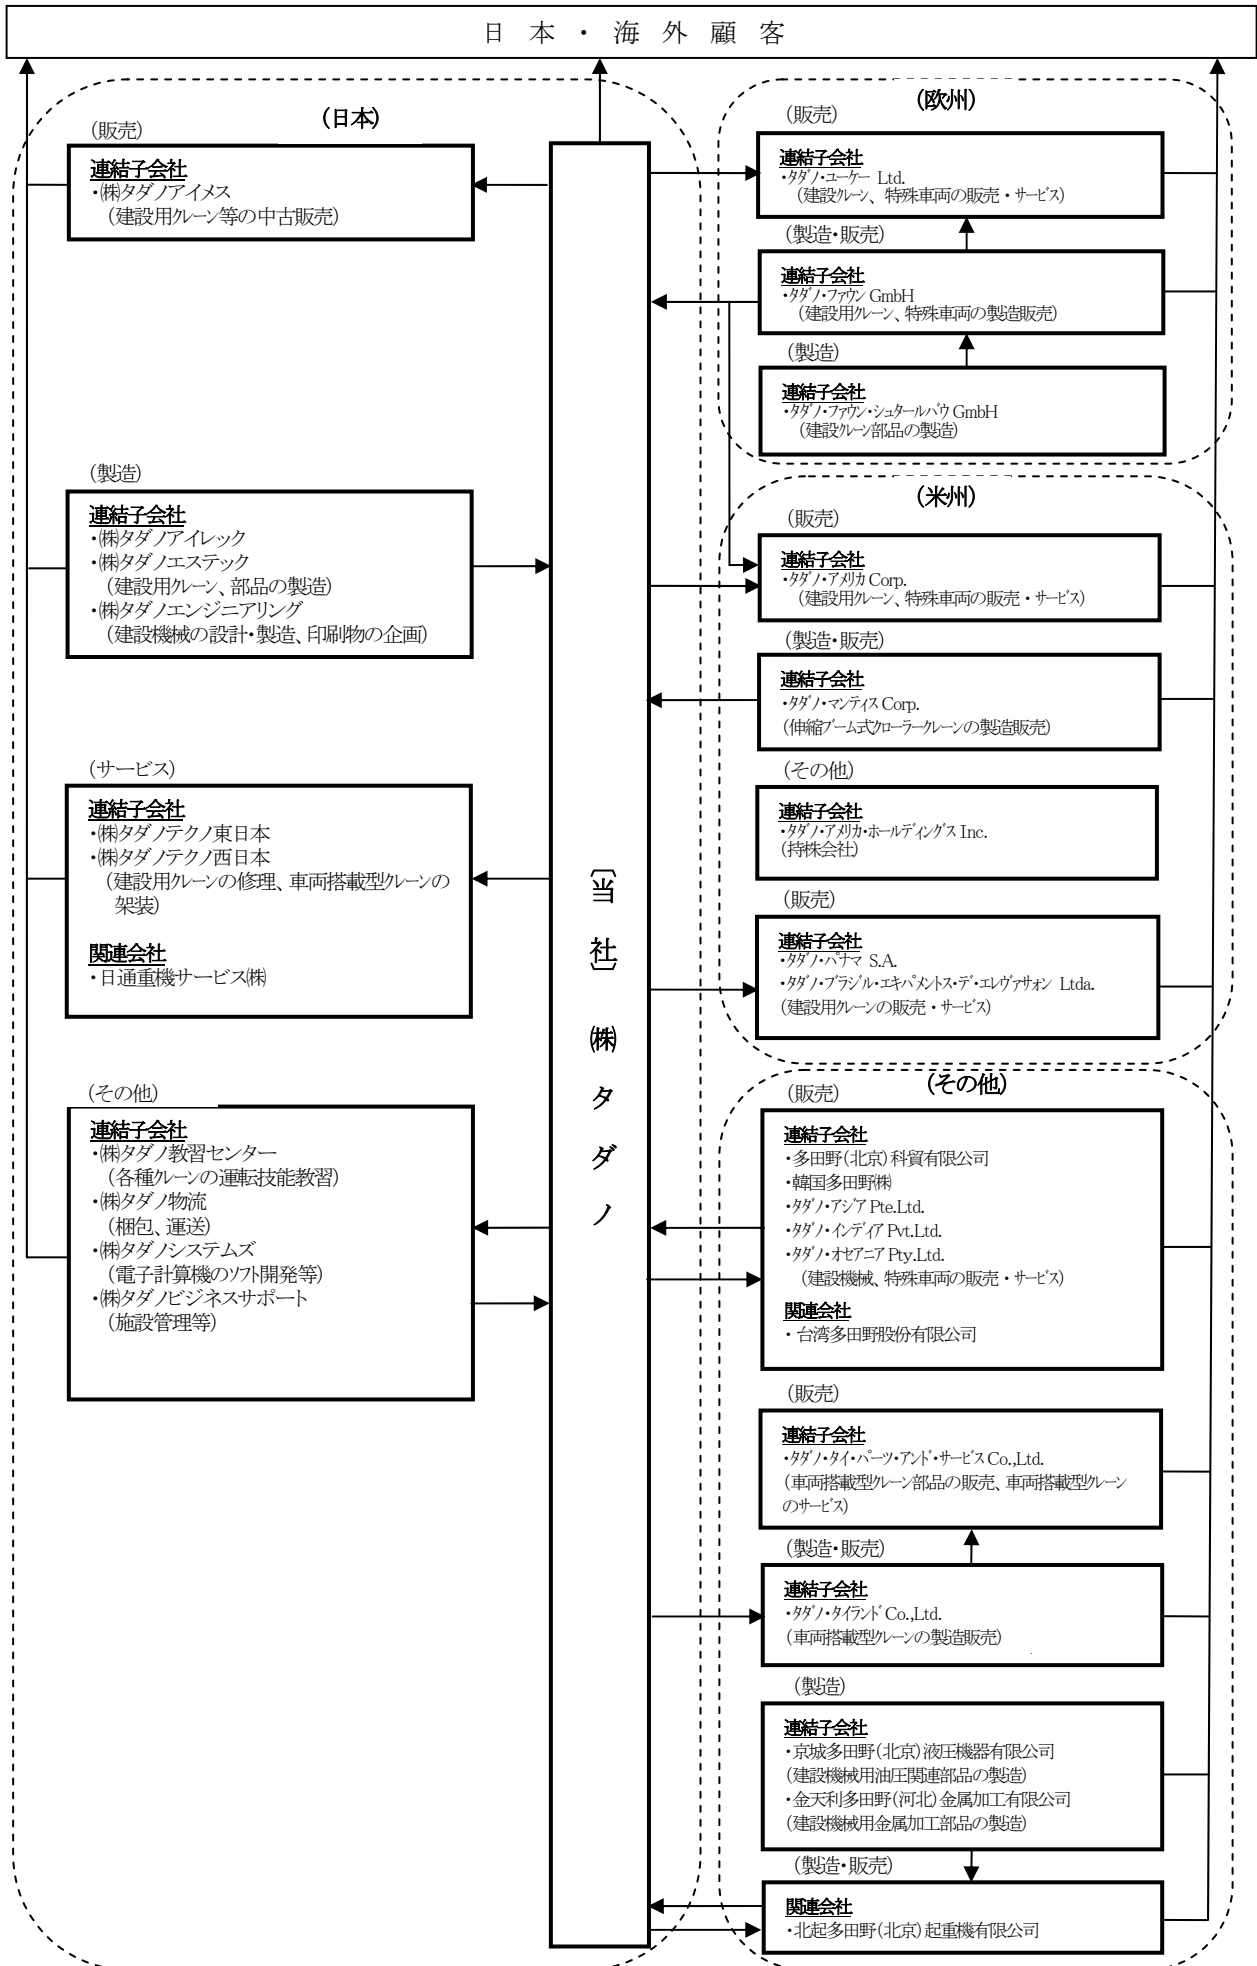 日 本 ・ 海 外 顧 客
(日本)
(販売)
連結子会社
・㈱タダノアイメス
(建設用クレーン等の中古販売)
(製造)
連結子会社
・㈱タダノアイレック
・㈱タダノエステック
(建設用クレーン、部品の製造)
・㈱タダノエンジニアリング
(建設機械の設計・製造、印刷物の企画)
(サービス)
連結子会社
・㈱タダノテクノ東日本
・㈱タダノテクノ西日本
(建設用クレーンの修理、車両搭載型クレーンの
架装)
関連会社
・日通重機サービス㈱
(その他)
連結子会社
・㈱タダノ教習センター
(各種クレーンの運転技能教習)
・㈱タダノ物流
(梱包、運送)
・㈱タダノシステムズ
(電子計算機のソフト開発等)
・㈱タダノビジネスサポート
(施設管理等)
〔当 社〕 ㈱ タ ダ ノ
(欧州)
(販売)
連結子会社
・タダノ・ユーケー Ltd.
(建設クレーン、特殊車両の販売・サービス)
(製造・販売)
連結子会社
・タダノ・ファウン GmbH
(建設用クレーン、特殊車両の製造販売)
(製造)
連結子会社
・タダノ・ファウン・シュタールバウ GmbH
(建設クレーン部品の製造)
(米州)
(販売)
連結子会社
・タダノ・アメリカ Corp.
(建設用クレーン、特殊車両の販売・サービス)
(製造・販売)
連結子会社
・タダノ・マンティス Corp.
(伸縮ブーム式クローラークレーンの製造販売)
(その他)
連結子会社
・タダノ・アメリカ・ホールディングス Inc.
(持株会社)
(販売)
連結子会社
・タダノ・パナマ S.A.
・タダノ・ブラジル・エキパメントス・デ・エレヴァサォン Ltda.
(建設用クレーンの販売・サービス)
(その他)
(販売)
連結子会社
・多田野(北京)科貿有限公司
・韓国多田野㈱
・タダノ・アジア Pte.Ltd.
・タダノ・インディア Pvt.Ltd.
・タダノ・オセアニア Pty.Ltd.
(建設機械、特殊車両の販売・サービス)
関連会社
・台湾多田野股份有限公司
(販売)
連結子会社
・タダノ・タイ・パーツ・アンド・サービス Co.,Ltd.
(車両搭載型クレーン部品の販売、車両搭載型クレーン
のサービス)
(製造・販売)
連結子会社
・タダノ・タイランド Co.,Ltd.
(車両搭載型クレーンの製造販売)
(製造)
連結子会社
・京城多田野(北京)液圧機器有限公司
(建設機械用油圧関連部品の製造)
・金天利多田野(河北)金属加工有限公司
(建設機械用金属加工部品の製造)
(製造・販売)
関連会社
・北起多田野(北京)起重機有限公司